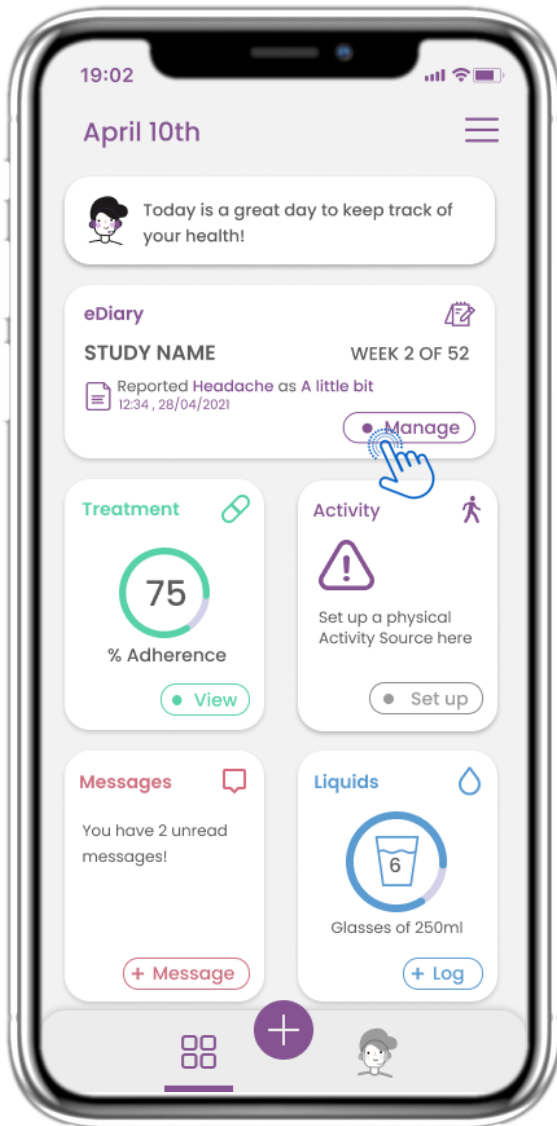 19:02
April 10th
Today is a great day to keep track of
your health!
eDiary
STUDY NAME
WEEK 2 OF 52
Reported Headache as A little bit
12:34 , 28/04/2021
Manage
Treatment
75
% Adherence
View
Activity
Set up a physical
Activity Source here
Set up
Messages
You have 2 unread
messages!
+ Message
Liquids
6
Glasses of 250ml
+ Log